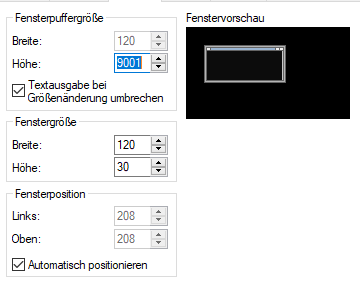 Fensterpuffergröße
Breite: 120
Höhe: 9001
Textausgabe bei
Größenänderung umbrechen
Fenstergröße
Breite: 120
Höhe: 30
Fensterposition
Links: 208
Oben: 208
Automatisch positionieren
Fenstervorschau